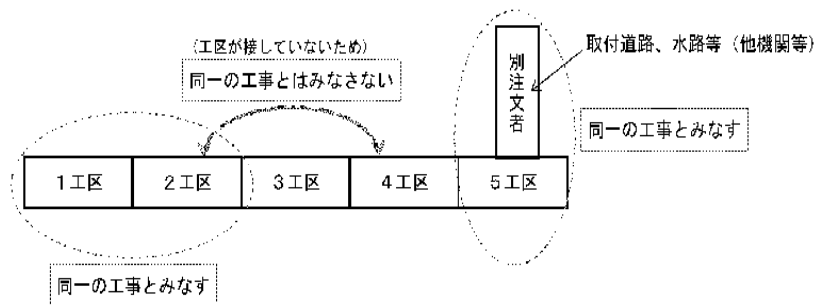 (工区が接していないため)
同一の工事とはみなさない
別注文者
取付道路、水路等（他機関等）
同一の工事とみなす
1工区 2工区 3工区 4工区 5工区
同一の工事とみなす